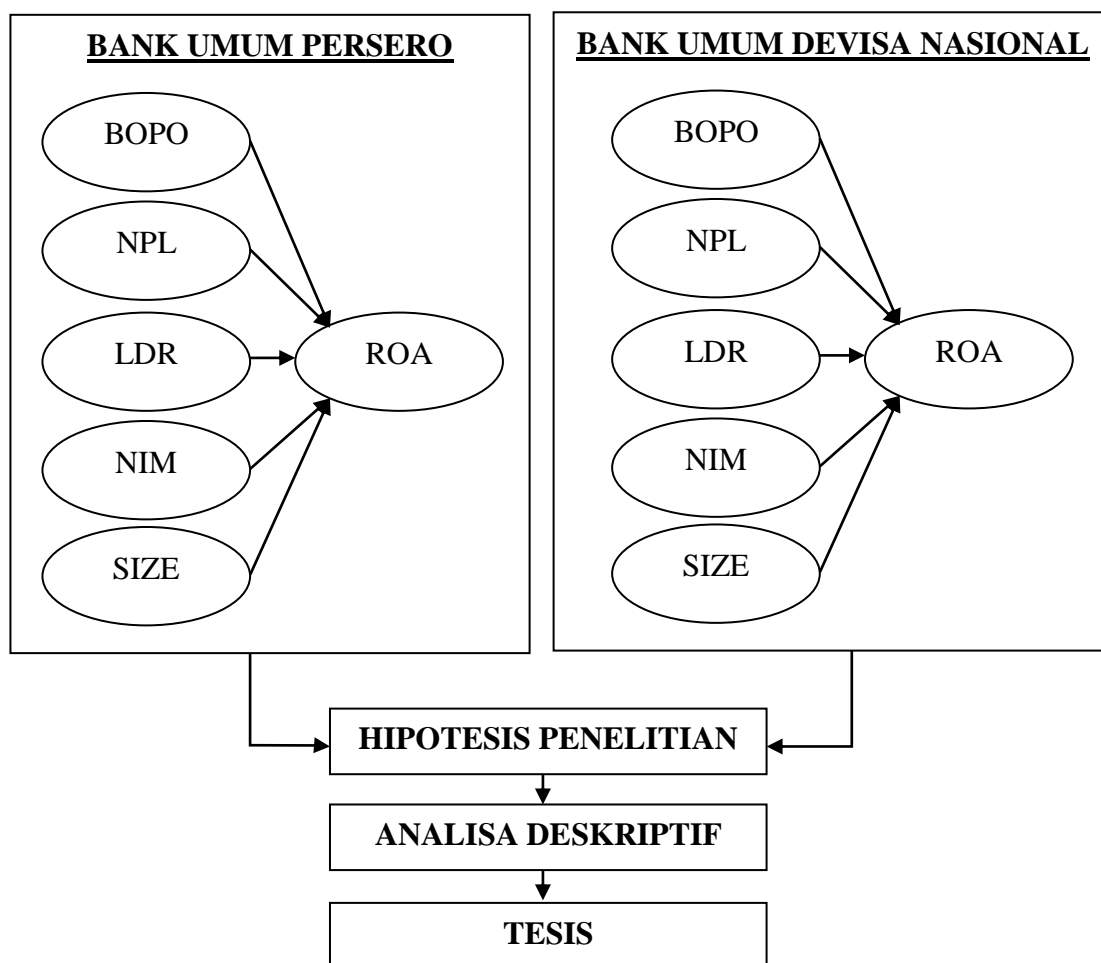 BANK UMUM PERSERO
BOPO
NPL
LDR
ROA
NIM
SIZE
BANK UMUM DEVISA NASIONAL
BOPO
NPL
LDR
ROA
NIM
SIZE
HIPOTESIS PENELITIAN
ANALISA DESKRIPTIF
TESIS